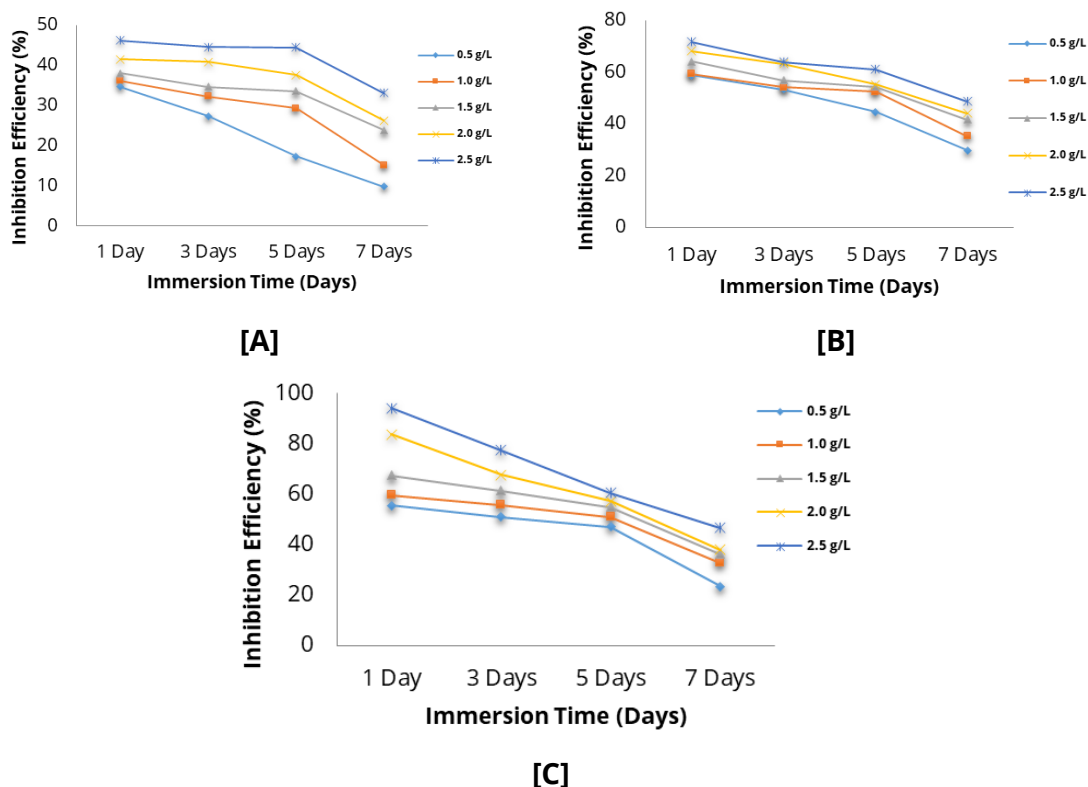 Inhibition Efficiency (%)
50
40
30
20
10
0
1 Day 3 Days 5 Days 7 Days
Immersion Time (Days)
0.5 g/L
1.0 g/L
1.5 g/L
2.0 g/L
2.5 g/L
[A]
Inhibition Efficiency (%)
80
60
40
20
0
1 Day 3 Days 5 Days 7 Days
Immersion Time (Days)
0.5 g/L
1.0 g/L
1.5 g/L
2.0 g/L
2.5 g/L
[B]
Inhibition Efficiency (%)
100
80
60
40
20
0
1 Day 3 Days 5 Days 7 Days
Immersion Time (Days)
0.5 g/L
1.0 g/L
1.5 g/L
2.0 g/L
2.5 g/L
[C]